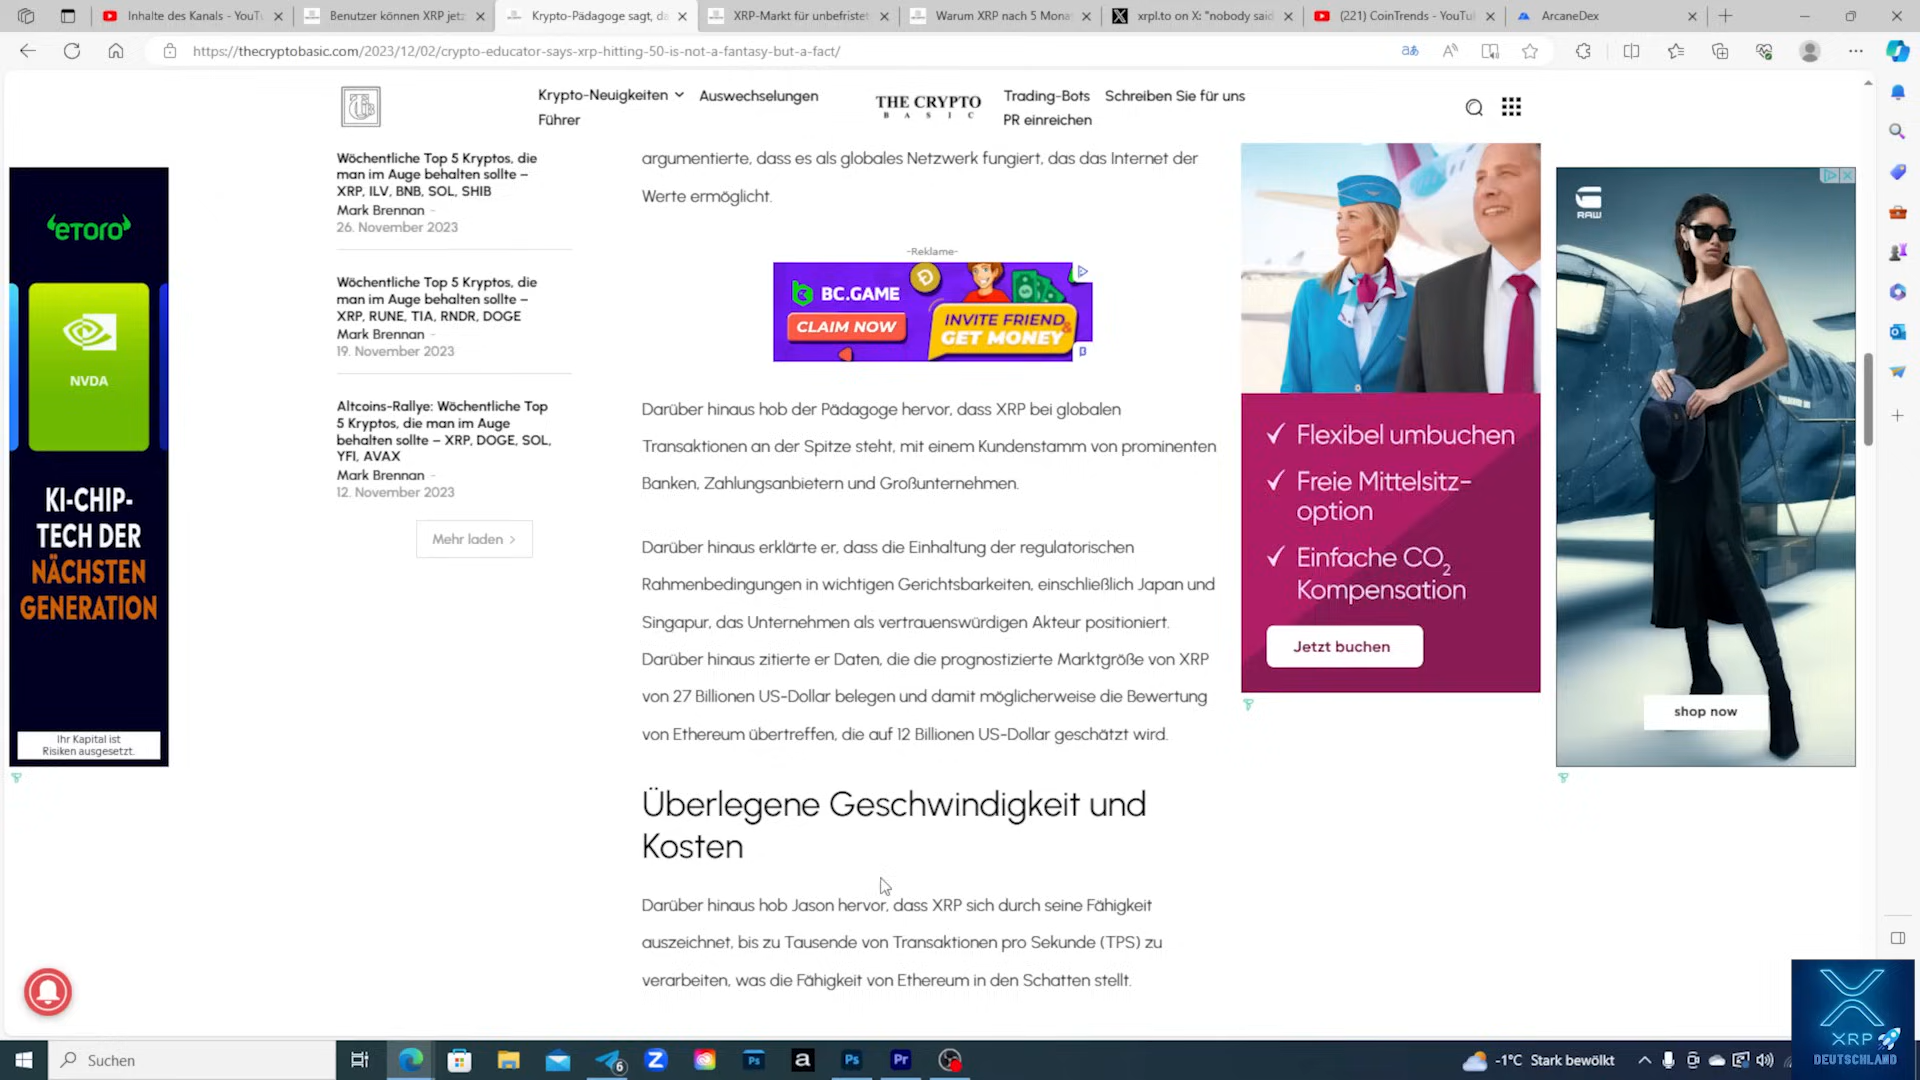 Inhalte des Kanals - YouTu
Benutzer können XRP jetz
Krypto-Pädagoge sagt, da
XRP-Markt für unbefristet
Warum XRP nach 5 Mona
xrpl.to on X: "nobody said
(221) CoinTrends - YouTu
ArcaneDex
https://thecryptobasic.com/2023/12/02/crypto-educator-says-xrp-hitting-50-is-not-a-fantasy-but-a-fact/
Krypto-Neuigkeiten
Auswechselungen
Führer
THE CRYPTO
BASIC
Trading-Bots
Schreiben Sie für uns
PR einreichen
Wöchentliche Top 5 Kryptos, die
man im Auge behalten sollte –
XRP, ILV, BNB, SOL, SHIB
Mark Brennan -
26. November 2023
Wöchentliche Top 5 Kryptos, die
man im Auge behalten sollte –
XRP, RUNE, TIA, RNDR, DOGE
Mark Brennan -
19. November 2023
Altcoins-Rallye: Wöchentliche Top
5 Kryptos, die man im Auge
behalten sollte – XRP, DOGE, SOL,
YFI, AVAX
Mark Brennan -
12. November 2023
Mehr laden >
eToro
NVDA
KI-CHIP-
TECH DER
NÄCHSTEN
GENERATION
Ihr Kapital ist
Risiken ausgesetzt.
argumentierte, dass es als globales Netzwerk fungiert, das das Internet der
Werte ermöglicht.
-Reklame-
BC.GAME
CLAIM NOW
INVITE FRIEND
& GET MONEY
Darüber hinaus hob der Pädagoge hervor, dass XRP bei globalen
Transaktionen an der Spitze steht, mit einem Kundenstamm von prominenten
Banken, Zahlungsanbietern und Großunternehmen.
Darüber hinaus erklärte er, dass die Einhaltung der regulatorischen
Rahmenbedingungen in wichtigen Gerichtsbarkeiten, einschließlich Japan und
Singapur, das Unternehmen als vertrauenswürdigen Akteur positioniert.
Darüber hinaus zitierte er Daten, die die prognostizierte Marktgröße von XRP
von 27 Billionen US-Dollar belegen und damit möglicherweise die Bewertung
von Ethereum übertreffen, die auf 12 Billionen US-Dollar geschätzt wird.
Überlegene Geschwindigkeit und
Kosten
Darüber hinaus hob Jason hervor, dass XRP sich durch seine Fähigkeit
auszeichnet, bis zu Tausende von Transaktionen pro Sekunde (TPS) zu
verarbeiten, was die Fähigkeit von Ethereum in den Schatten stellt.
Flexibel umbuchen
Freie Mittelsitz-
option
Einfache CO2
Kompensation
Jetzt buchen
RAW
shop now
XRP
DEUTSCHLAND
Suchen
6
-1°C Stark bewölkt